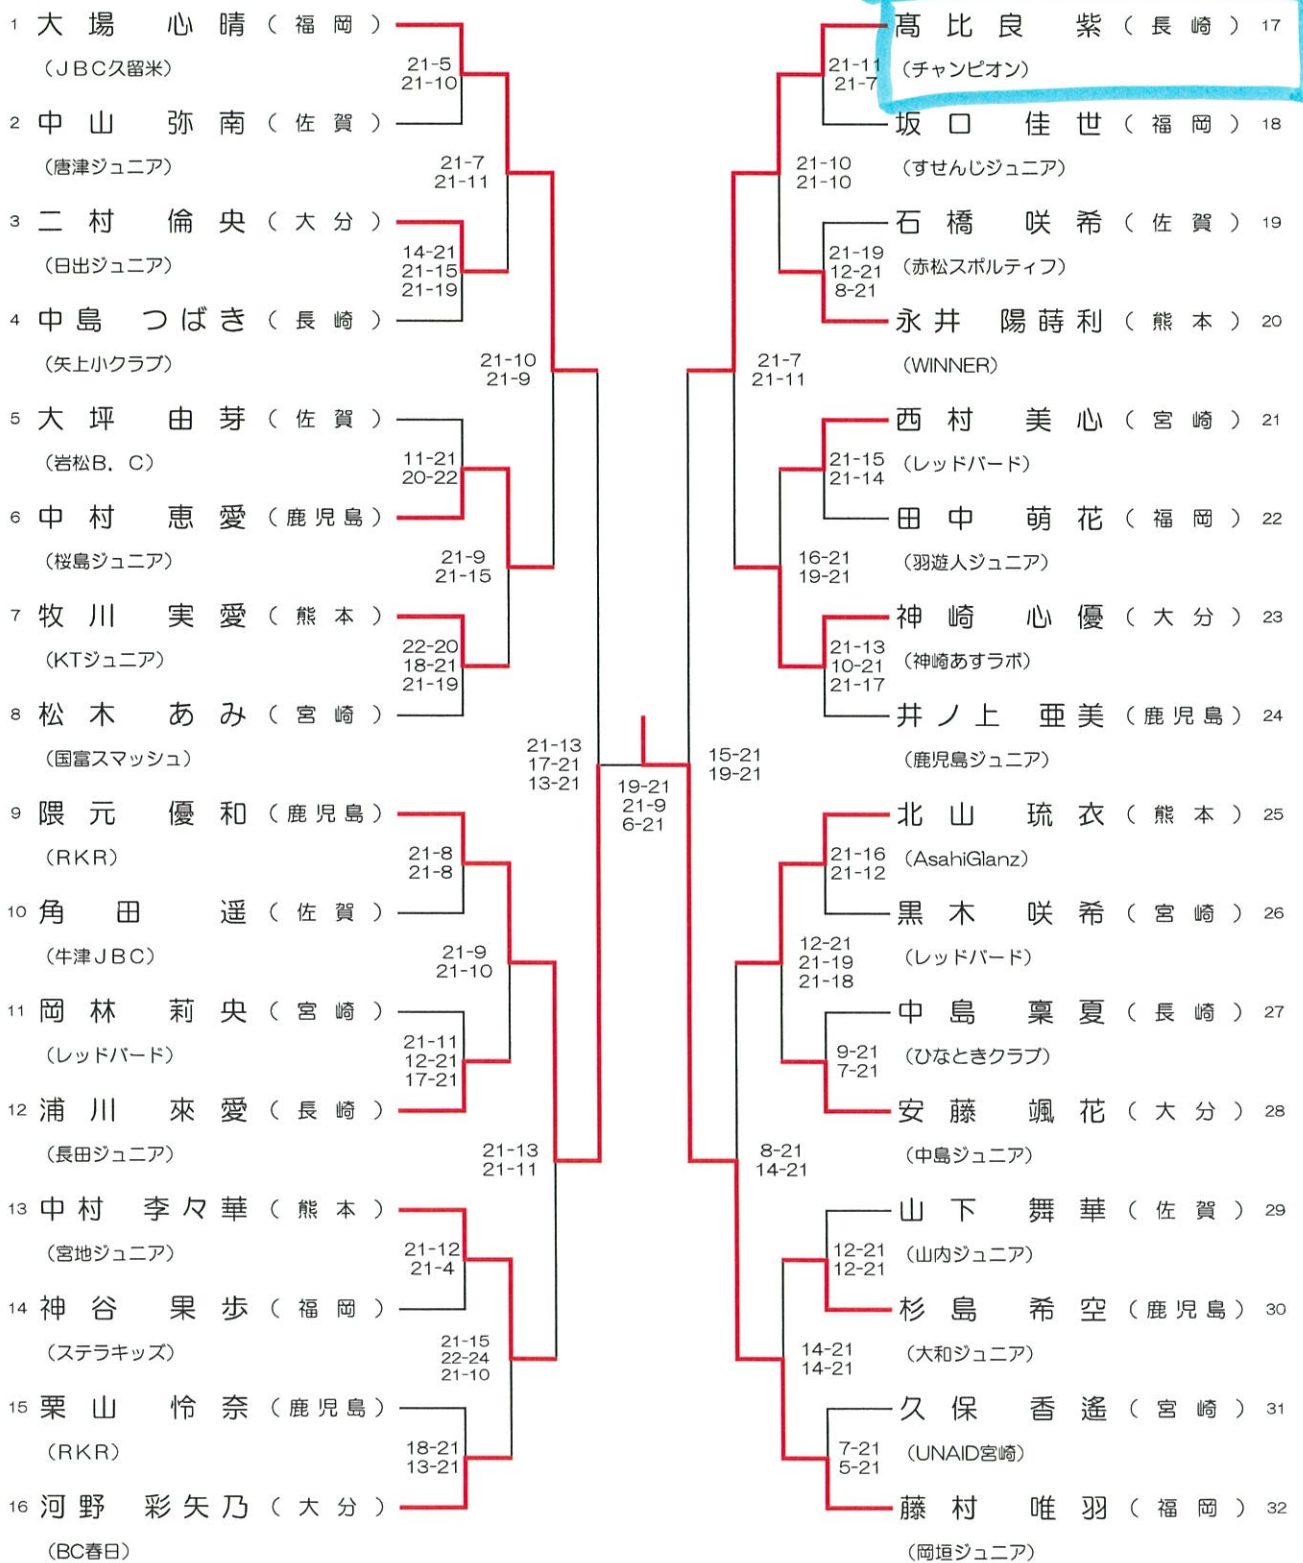 1 大場 心晴（福岡）
（JBC久留米）
21-5
21-10
2 中山 弥南（佐賀）
（唐津ジュニア）
21-7
21-11
3 二村 倫央（大分）
（日出ジュニア）
14-21
21-15
21-19
4 中島 つばき（長崎）
（矢上小クラブ）
21-10
21-9
5 大坪 由芽（佐賀）
（岩松B．C）
11-21
20-22
6 中村 恵愛（鹿児島）
（桜島ジュニア）
21-9
21-15
7 牧川 実愛（熊本）
（KTジュニア）
22-20
18-21
21-19
8 松木 あみ（宮崎）
（国富スマッシュ）
21-13
17-21
13-21
9 隈元 優和（鹿児島）
（RKR）
21-8
21-8
10 角田 遥（佐賀）
（牛津JBC）
21-9
21-10
11 岡林 莉央（宮崎）
（レッドバード）
21-11
12-21
17-21
12 浦川 來愛（長崎）
（長田ジュニア）
21-13
21-11
13 中村 李々華（熊本）
（宮地ジュニア）
21-12
21-4
14 神谷 果歩（福岡）
（ステラキッズ）
21-15
22-24
21-10
15 栗山 怜奈（鹿児島）
（RKR）
18-21
13-21
16 河野 彩矢乃（大分）
（BC春日）
19-21
21-9
6-21
髙比良 紫（長崎） 17
（チャンピオン）
21-11
21-7
坂口 佳世（福岡） 18
（すせんじジュニア）
21-10
21-10
石橋 咲希（佐賀） 19
（赤松スポルティフ）
21-19
12-21
8-21
永井 陽蒔利（熊本） 20
（WINNER）
21-7
21-11
西村 美心（宮崎） 21
（レッドバード）
21-15
21-14
田中 萌花（福岡） 22
（羽遊人ジュニア）
16-21
19-21
神崎 心優（大分） 23
（神崎あすラボ）
21-13
10-21
21-17
井ノ上 亜美（鹿児島） 24
（鹿児島ジュニア）
15-21
19-21
北山 琉衣（熊本） 25
（AsahiGlanz）
21-16
21-12
黒木 咲希（宮崎） 26
（レッドバード）
12-21
21-19
21-18
中島 稟夏（長崎） 27
（ひなときクラブ）
9-21
7-21
安藤 颯花（大分） 28
（中島ジュニア）
8-21
14-21
山下 舞華（佐賀） 29
（山内ジュニア）
12-21
12-21
杉島 希空（鹿児島） 30
（大和ジュニア）
14-21
14-21
久保 香遙（宮崎） 31
（UNAID宮崎）
7-21
5-21
藤村 唯羽（福岡） 32
（岡垣ジュニア）